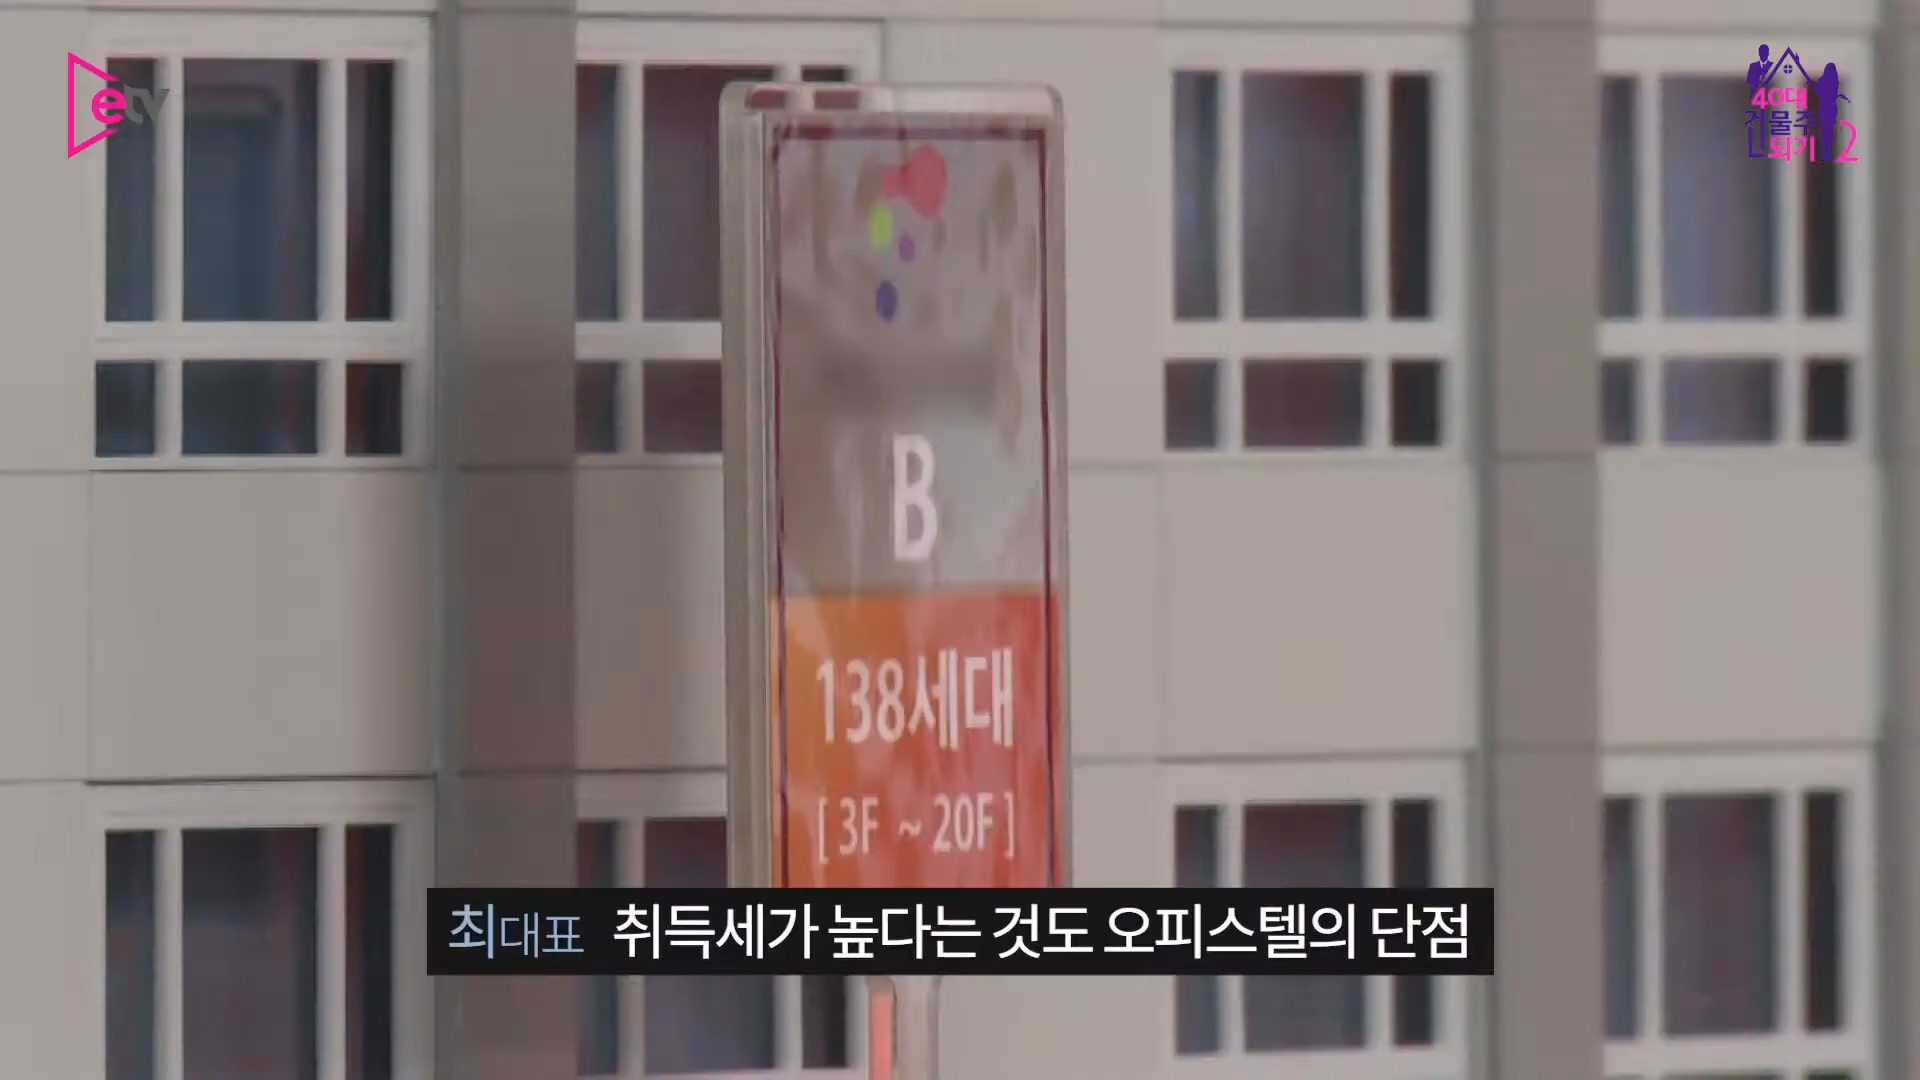 etv
40대
건물주
되기 2
B
138세대
[ 3F ~ 20F ]
최대표 취득세가 높다는 것도 오피스텔의 단점